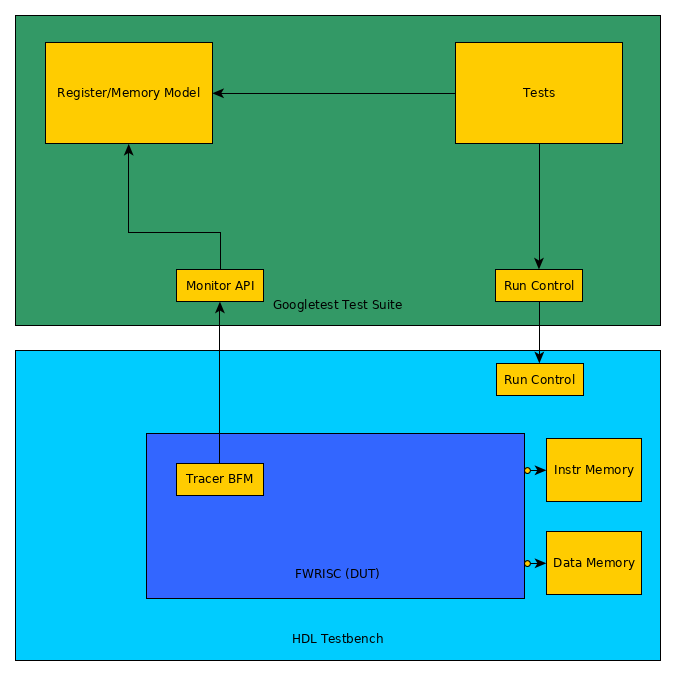 Register/Memory Model
Tests
Monitor API
Run Control
Googletest Test Suite
Run Control
Instr Memory
Tracer BFM
Data Memory
FWRISC (DUT)
HDL Testbench